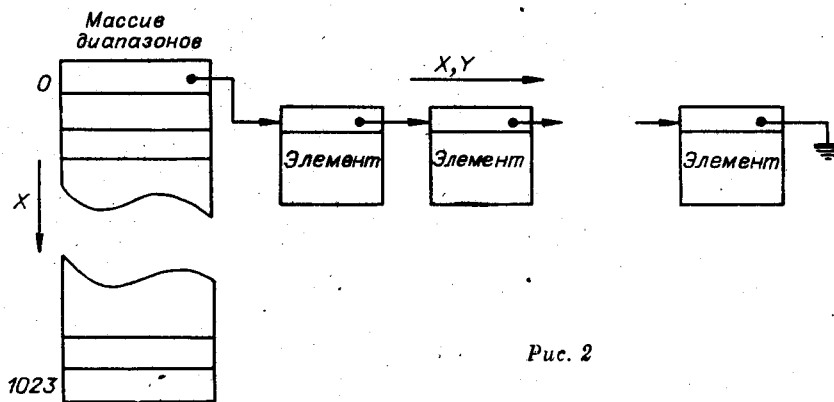 Массив
диапазонов
0
X, Y
Элемент
Элемент
Элемент
X
1023
Рис. 2